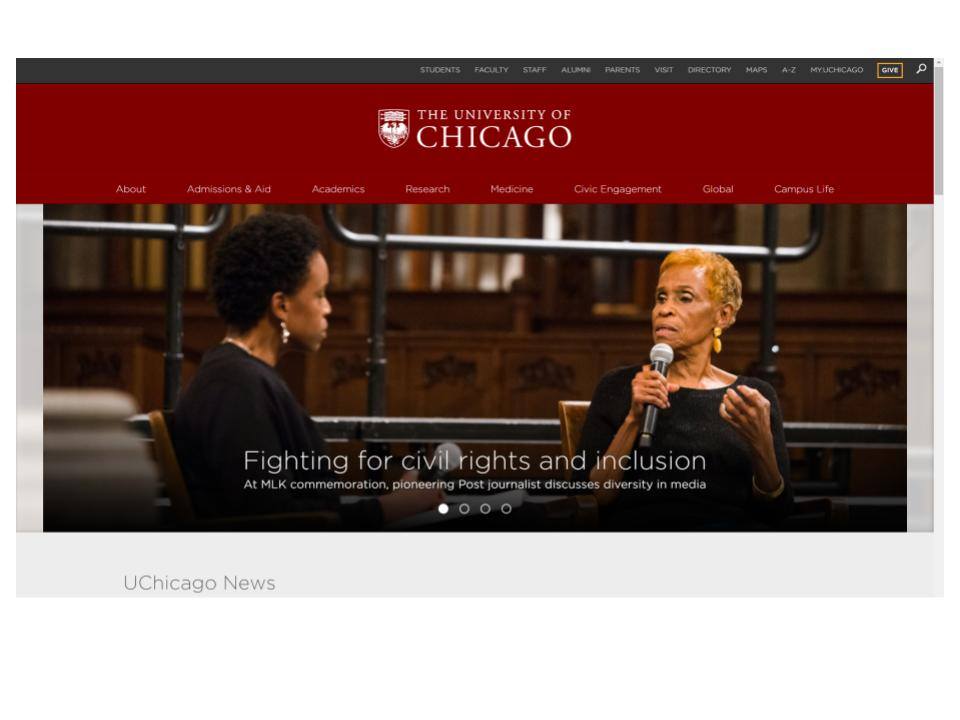 STUDENTS FACULTY STAFF ALUMNI PARENTS VISIT DIRECTORY MAPS A-Z MY.UCHICAGO GIVE
THE UNIVERSITY OF
CHICAGO
About Admissions & Aid Academics Research Medicine Civic Engagement Global Campus Life
Fighting for civil rights and inclusion
At MLK commemoration, pioneering Post journalist discusses diversity in media
UChicago News